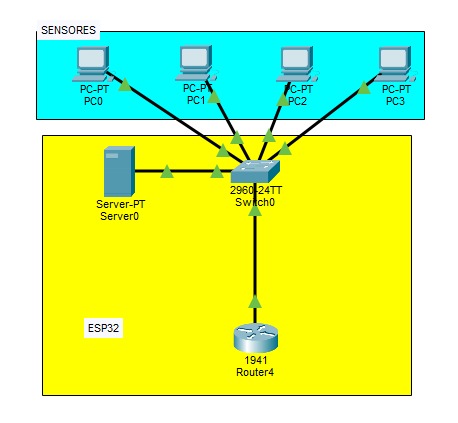 SENSORES
PC-PT
PC0
PC-PT
PC1
PC-PT
PC2
PC-PT
PC3
Server-PT
Server0
2960-24TT
Switch0
ESP32
1941
Router4